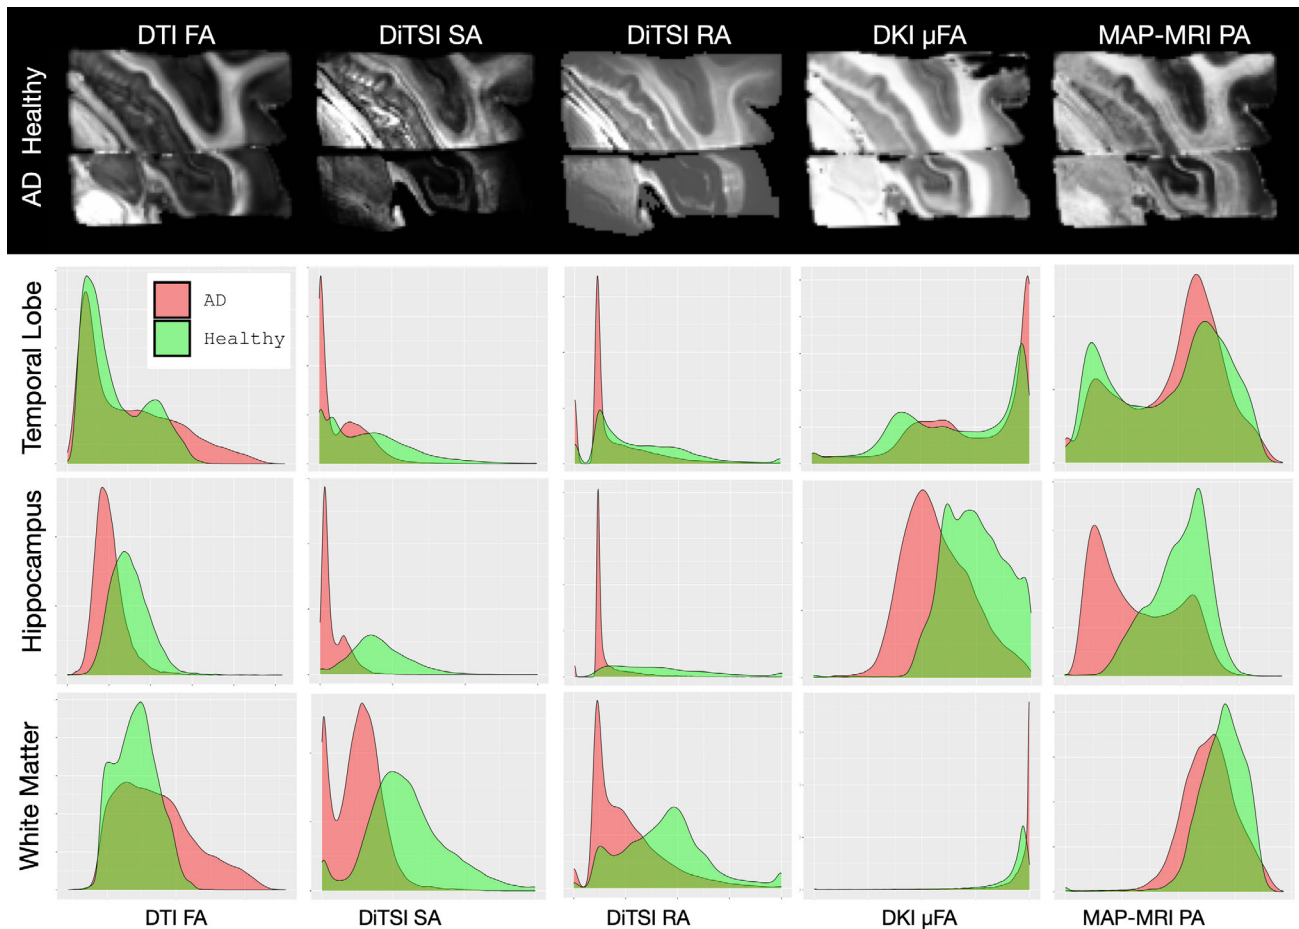 DTI FA
DiTSI SA
DiTSI RA
DKI µFA
MAP-MRI PA
Healthy
AD
Temporal Lobe
AD
Healthy
Hippocampus
White Matter
DTI FA
DiTSI SA
DiTSI RA
DKI µFA
MAP-MRI PA